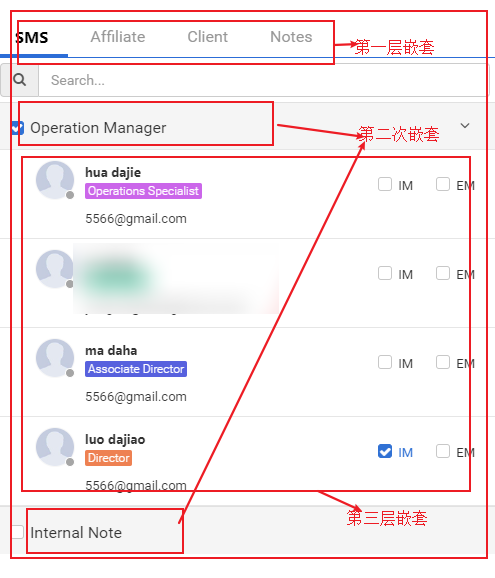 SMS Affiliate Client Notes
第一层嵌套
Search...
Operation Manager
第二次嵌套
hua dajie
Operations Specialist
IM EM
5566@gmail.com
IM EM
ma daha
Associate Director
IM EM
5566@gmail.com
luo dajiao
Director
IM EM
5566@gmail.com
第三层嵌套
Internal Note